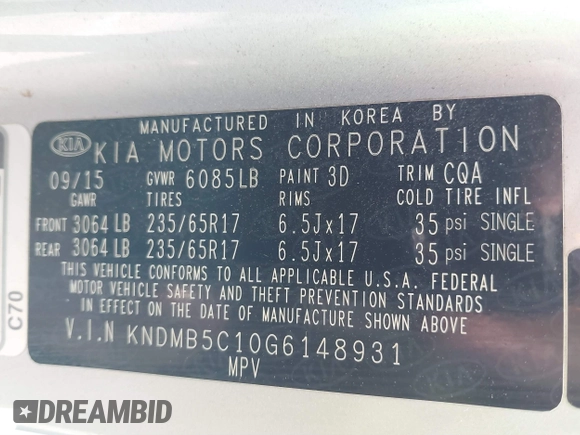 MANUFACTURED IN KOREA BY
KIA KIA MOTORS CORPORATION
09/15 GVWR 6085LB PAINT 3D TRIM CQA
GAWR TIRES RIMS COLD TIRE INFL
FRONT 3064 LB 235/65R17 6.5Jx17 35 psi SINGLE
REAR 3064 LB 235/65R17 6.5Jx17 35 psi SINGLE
THIS VEHICLE CONFORMS TO ALL APPLICABLE U.S.A. FEDERAL
MOTOR VEHICLE SAFETY AND THEFT PREVENTION STANDARDS
IN EFFECT ON THE DATE OF MANUFACTURE SHOWN ABOVE
V.I.N KNDMB5C10G6148931
MPV
C70
DREAMBID